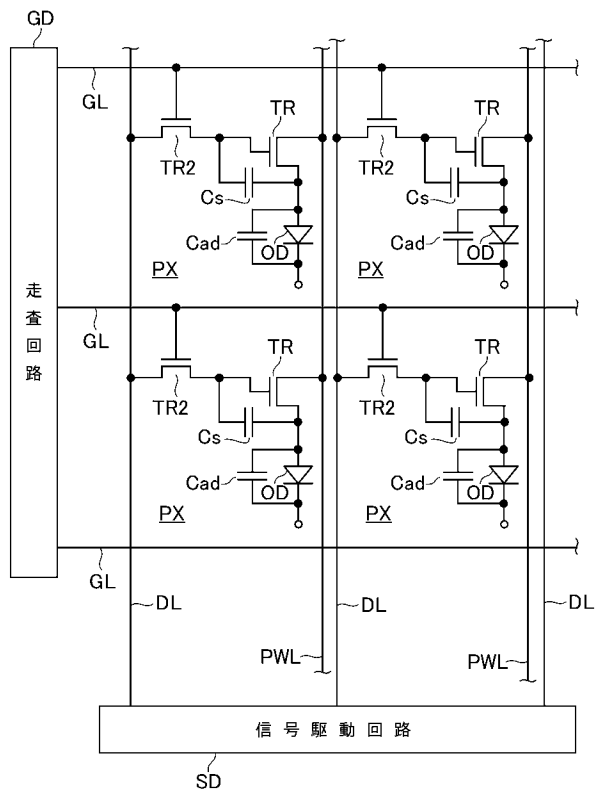 GD
GL
TR
TR
TR2
TR2
Cs
Cs
Cad
OD
Cad
OD
PX
PX
走査回路
GL
TR
TR
TR2
TR2
Cs
Cs
Cad
OD
Cad
OD
PX
PX
GL
DL
DL
DL
PWL
PWL
信号駆動回路
SD